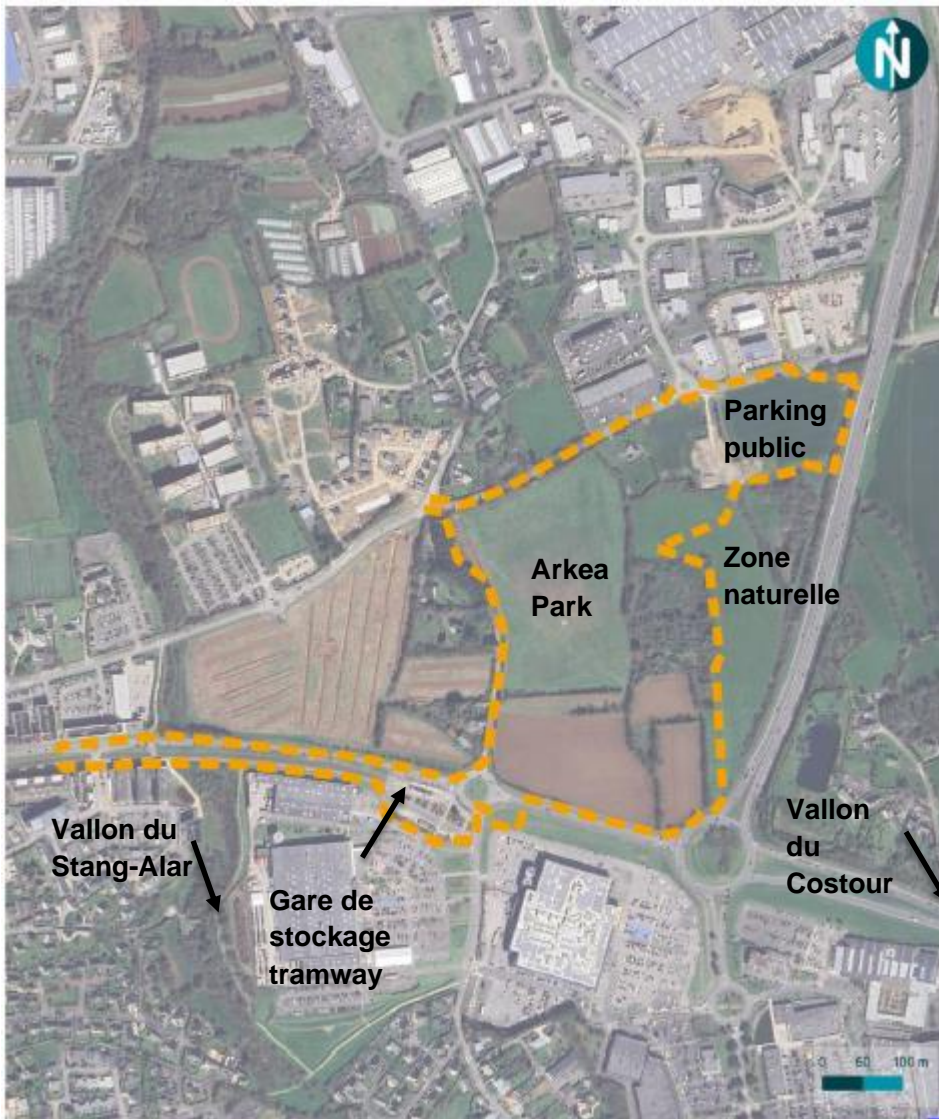 N
Parking
public
Arkea
Park
Zone
naturelle
Vallon du
Stang-Alar
Gare de
stockage
tramway
Vallon
du
Costour
0 60 100 m